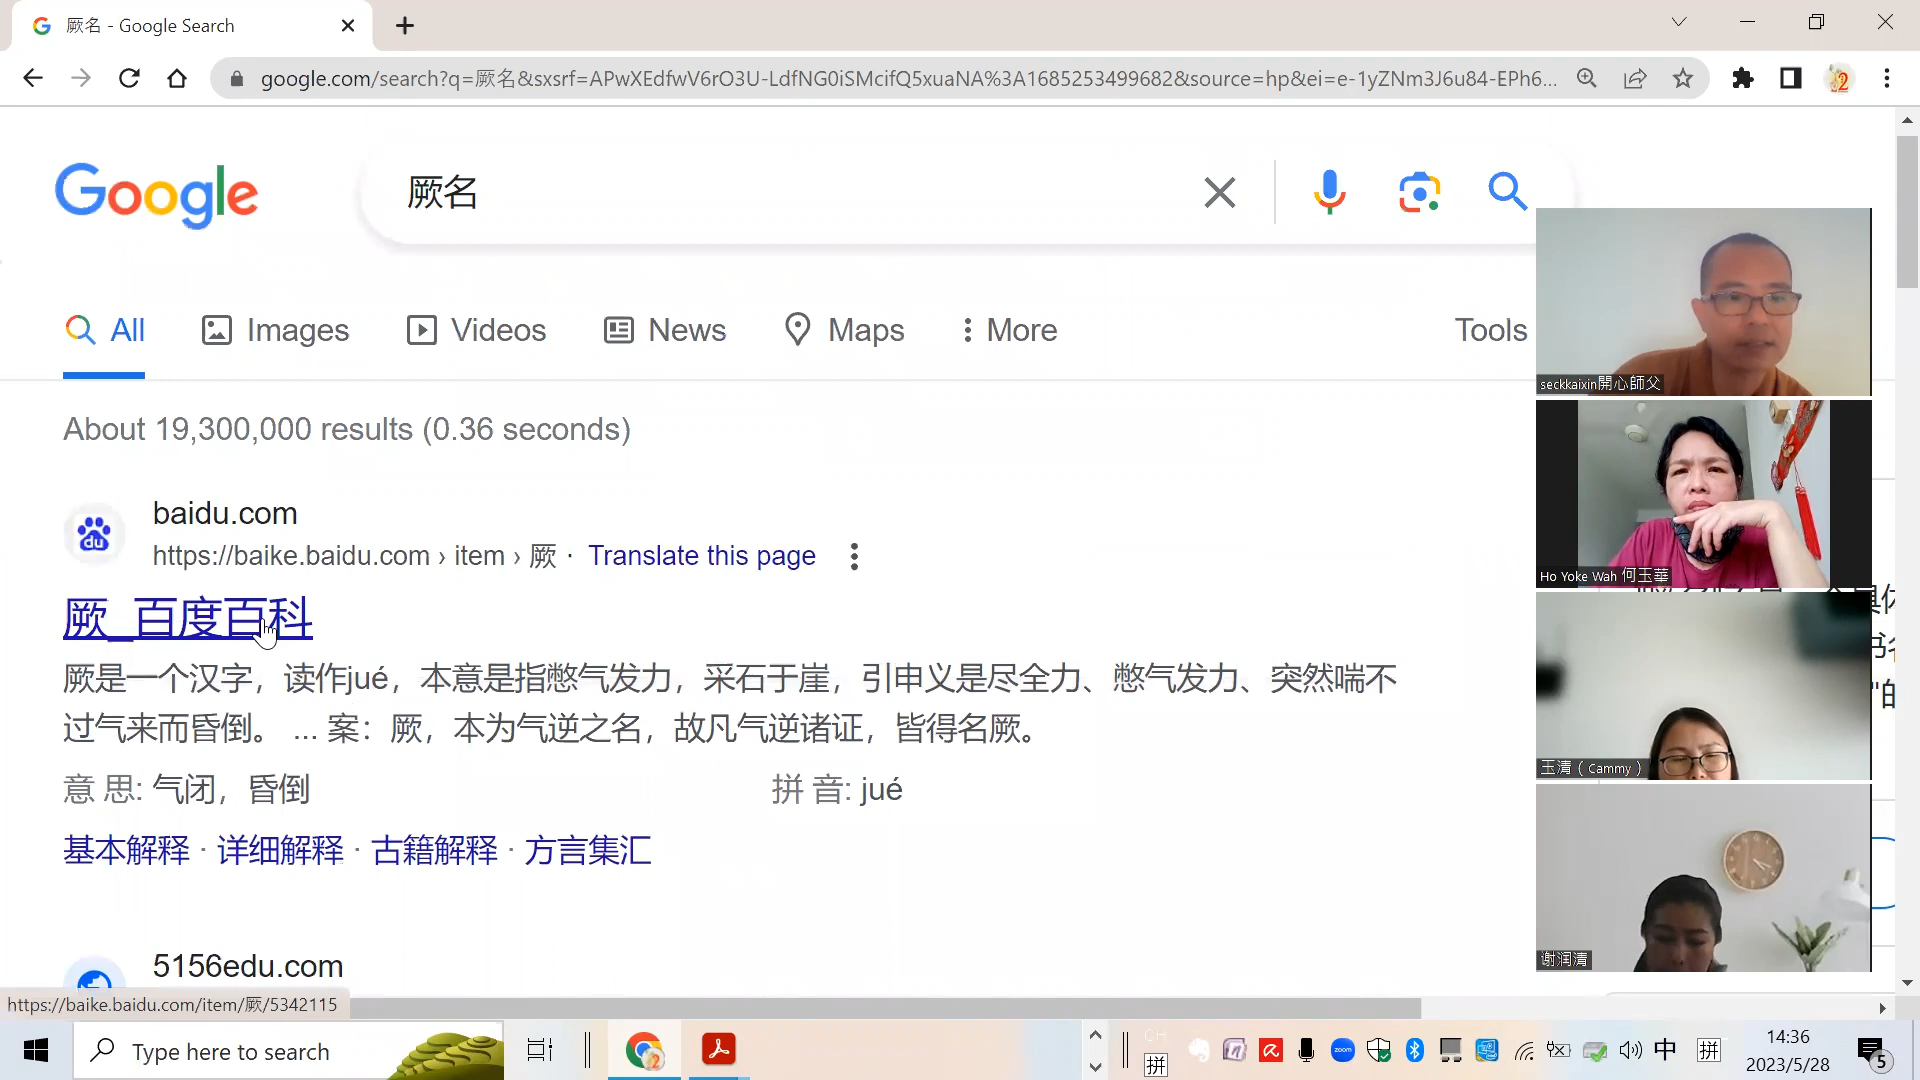 厥名 - Google Search
google.com/search?q=厥名&sxsrf=APwXEdfwV6rO3U-LdfNG0iSMcifQ5xuaNA%3A1685253499682&source=hp&ei=e-1yZNm3J6u84-EPh6...
Google
厥名
All
Images
Videos
News
Maps
More
Tools
About 19,300,000 results (0.36 seconds)
baidu.com
https://baike.baidu.com › item › 厥 · Translate this page
厥_百度百科
厥是一个汉字，读作jué，本意是指憋气发力，采石于崖，引申义是尽全力、憋气发力、突然喘不
过气来而昏倒。 ... 案：厥，本为气逆之名，故凡气逆诸证，皆得名厥。
意 思: 气闭，昏倒
拼 音: jué
基本解释 · 详细解释 · 古籍解释 · 方言集汇
5156edu.com
https://baike.baidu.com/item/厥/5342115
seckkaixin開心師父
Ho Yoke Wah 何玉華
玉清（Cammy）
谢润清
Type here to search
CH
拼
zoom
中
拼
14:36
2023/5/28
5